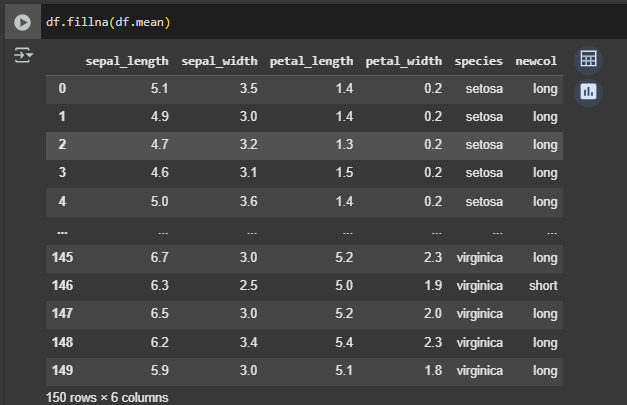 df.fillna(df.mean)
sepal_length sepal_width petal_length petal_width species newcol
0 5.1 3.5 1.4 0.2 setosa long
1 4.9 3.0 1.4 0.2 setosa long
2 4.7 3.2 1.3 0.2 setosa long
3 4.6 3.1 1.5 0.2 setosa long
4 5.0 3.6 1.4 0.2 setosa long
... ... ... ... ... ... ...
145 6.7 3.0 5.2 2.3 virginica long
146 6.3 2.5 5.0 1.9 virginica short
147 6.5 3.0 5.2 2.0 virginica long
148 6.2 3.4 5.4 2.3 virginica long
149 5.9 3.0 5.1 1.8 virginica long
150 rows × 6 columns